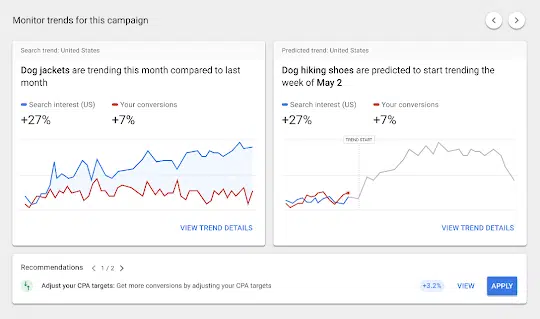 Monitor trends for this campaign
Search trend: United States
Dog jackets are trending this month compared to last
month
Search interest (US)
Your conversions
+27%
+7%
VIEW TREND DETAILS
Predicted trend: United States
Dog hiking shoes are predicted to start trending the
week of May 2
Search interest (US)
Your conversions
+27%
+7%
TREND START
VIEW TREND DETAILS
Recommendations
1 / 2
Adjust your CPA targets: Get more conversions by adjusting your CPA targets
+3.2%
VIEW
APPLY